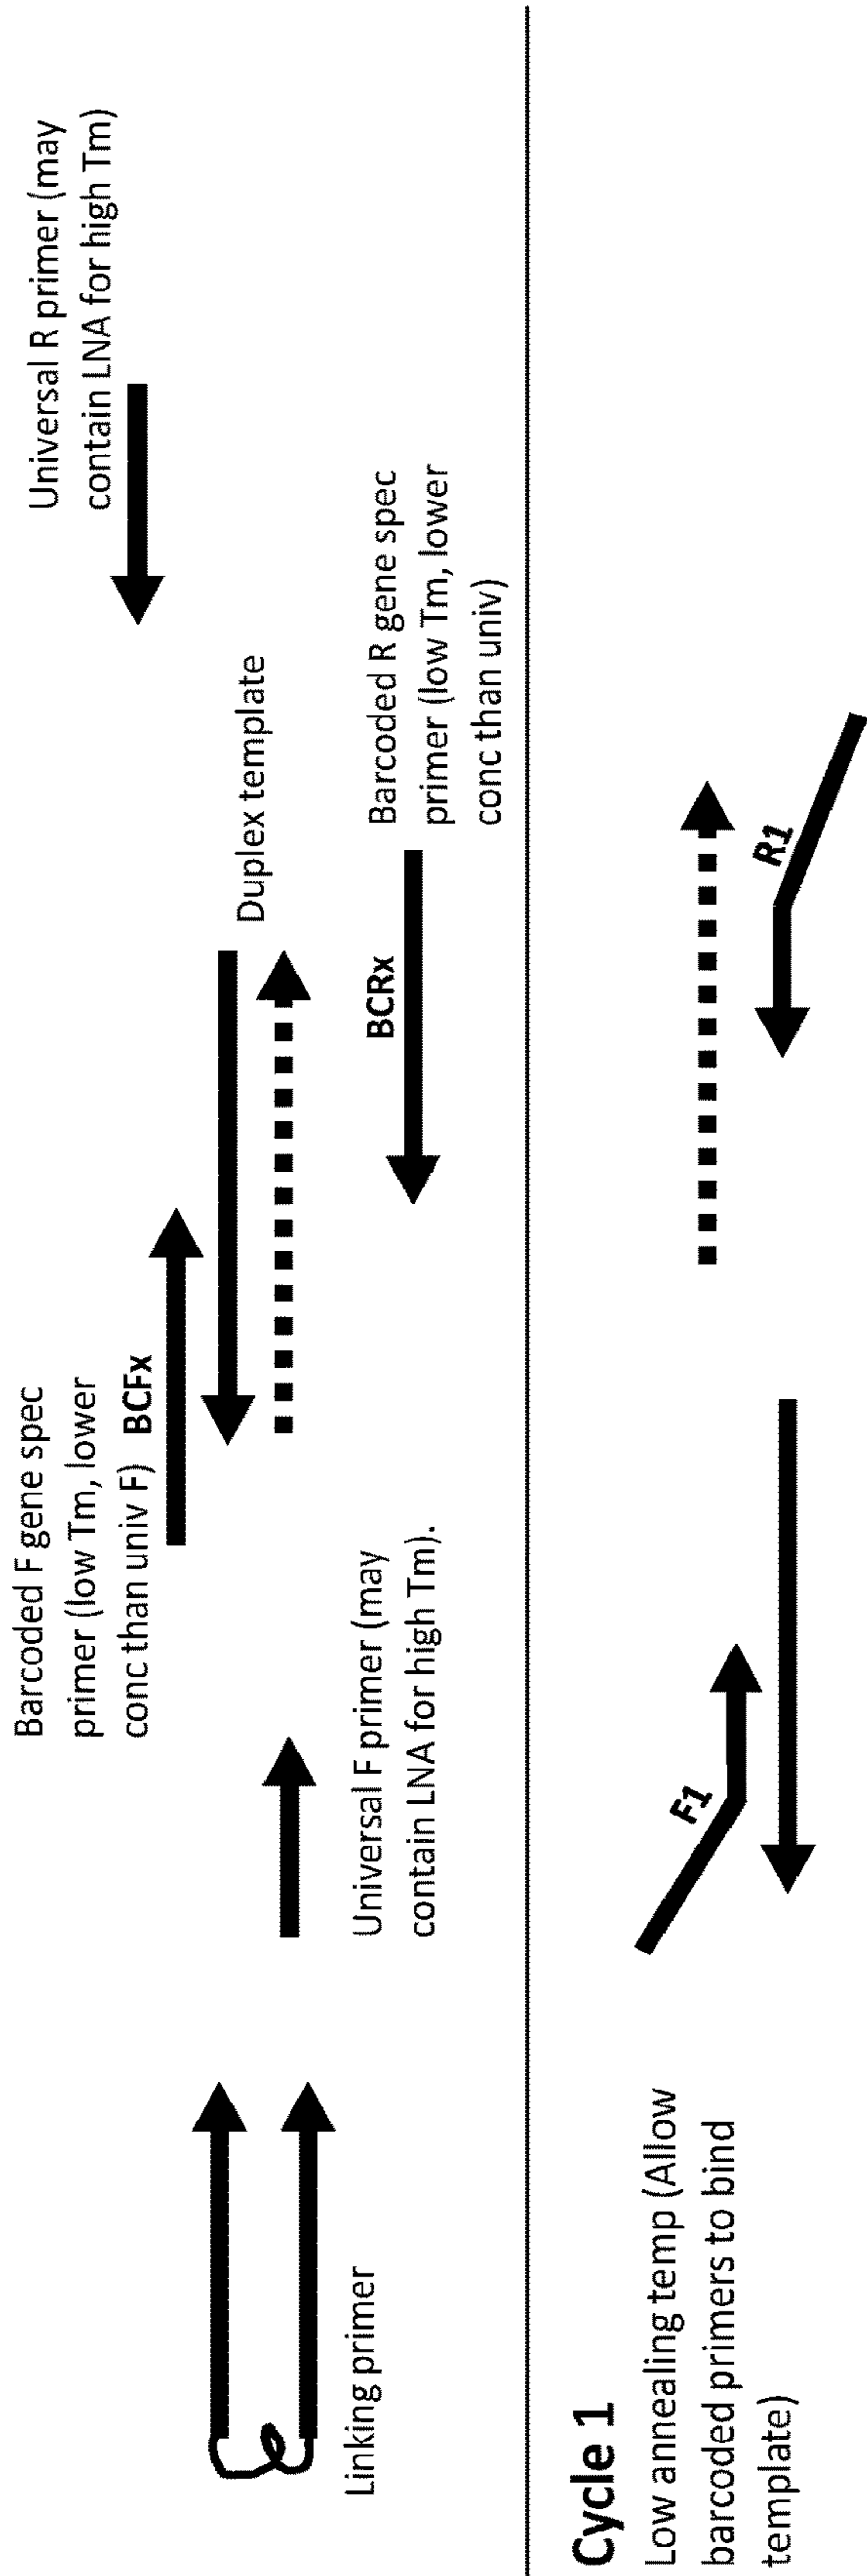 Linking primer
Universal F primer (may
contain LNA for high Tm).
Barcoded F gene spec
primer (low Tm, lower
conc than univ F) BCFx
Duplex template
BCRx
Barcoded R gene spec
primer (low Tm, lower
conc than univ)
Universal R primer (may
contain LNA for high Tm)
Cycle 1
Low annealing temp (Allow
barcoded primers to bind
template)
F1
R1